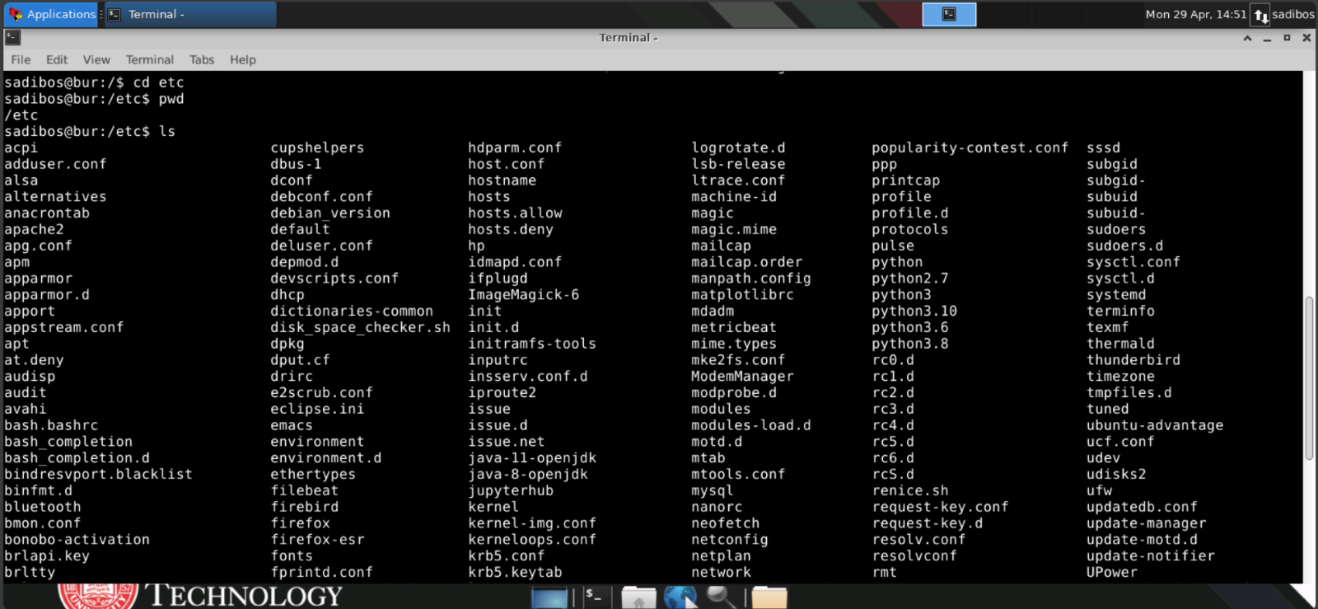 Applications
Terminal -
Mon 29 Apr, 14:51
sadibos
Terminal -
File Edit View Terminal Tabs Help
sadibos@bur:/$ cd etc
sadibos@bur:/etc$ pwd
/etc
sadibos@bur:/etc$ ls
acpi cupshelpers hdparm.conf logrotate.d popularity-contest.conf sssd
adduser.conf dbus-1 host.conf lsb-release ppp subgid
alsa dconf hostname ltrace.conf printcap subgid-
alternatives debconf.conf hosts machine-id profile subuid
anacrontab debian_version hosts.allow magic profile.d subuid-
apache2 default hosts.deny magic.mime protocols sudoers
apg.conf deluser.conf hp mailcap pulse sudoers.d
apm depmod.d idmapd.conf mailcap.order python sysctl.conf
apparmor devscripts.conf ifplugd manpath.config python2.7 sysctl.d
apparmor.d dhcp ImageMagick-6 matplotlibrc python3 systemd
apport dictionaries-common init mdadm python3.10 terminfo
appstream.conf disk_space_checker.sh init.d metricbeat python3.6 texmf
apt dpkg initramfs-tools mime.types python3.8 thermald
at.deny dput.cf inputrc mke2fs.conf rc0.d thunderbird
audisp drirc insserv.conf.d ModemManager rc1.d timezone
audit e2scrub.conf iproute2 modprobe.d rc2.d tmpfiles.d
avahi eclipse.ini issue modules rc3.d tuned
bash.bashrc emacs issue.d modules-load.d rc4.d ubuntu-advantage
bash_completion environment issue.net motd.d rc5.d ucf.conf
bash_completion.d environment.d java-11-openjdk mtab rc6.d udev
bindresvport.blacklist ethertypes java-8-openjdk mtools.conf rcS.d udisks2
binfmt.d filebeat jupyterhub mysql renice.sh ufw
bluetooth firebird kernel nanorc request-key.conf updatedb.conf
bmon.conf firefox kernel-img.conf neofetch request-key.d update-manager
bonobo-activation firefox-esr kerneloops.conf netconfig resolv.conf update-motd.d
brlapi.key fonts krb5.conf netplan resolvconf update-notifier
brltty fprintd.conf krb5.keytab network rmt UPower
TECHNOLOGY